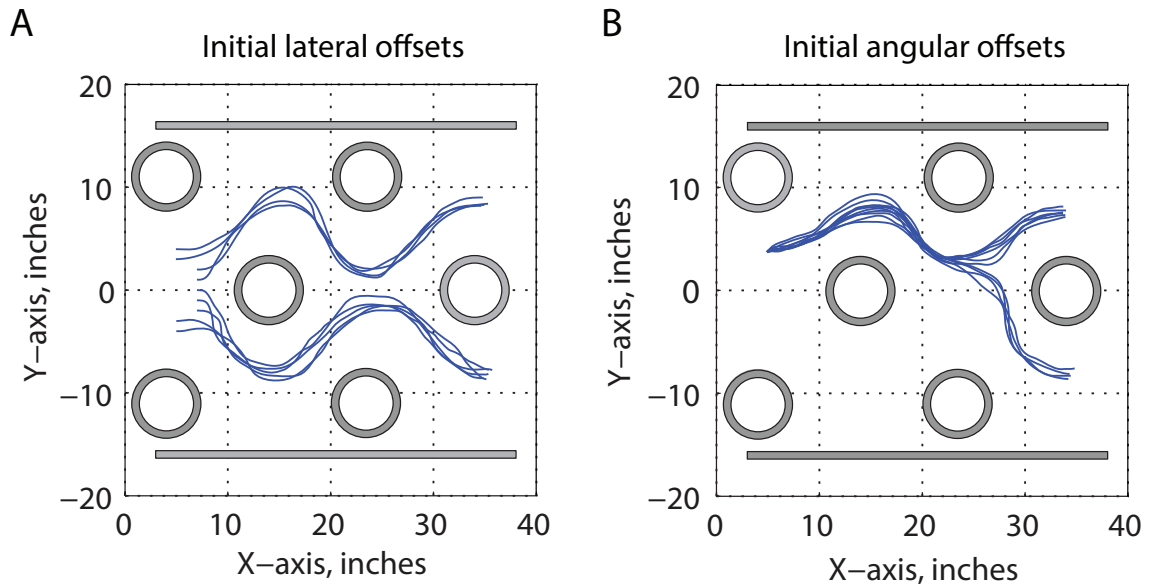 A
Initial lateral offsets
20
10
0
−10
−20
Y−axis, inches
0 10 20 30 40
X−axis, inches
B
Initial angular offsets
20
10
0
−10
−20
Y−axis, inches
0 10 20 30 40
X−axis, inches